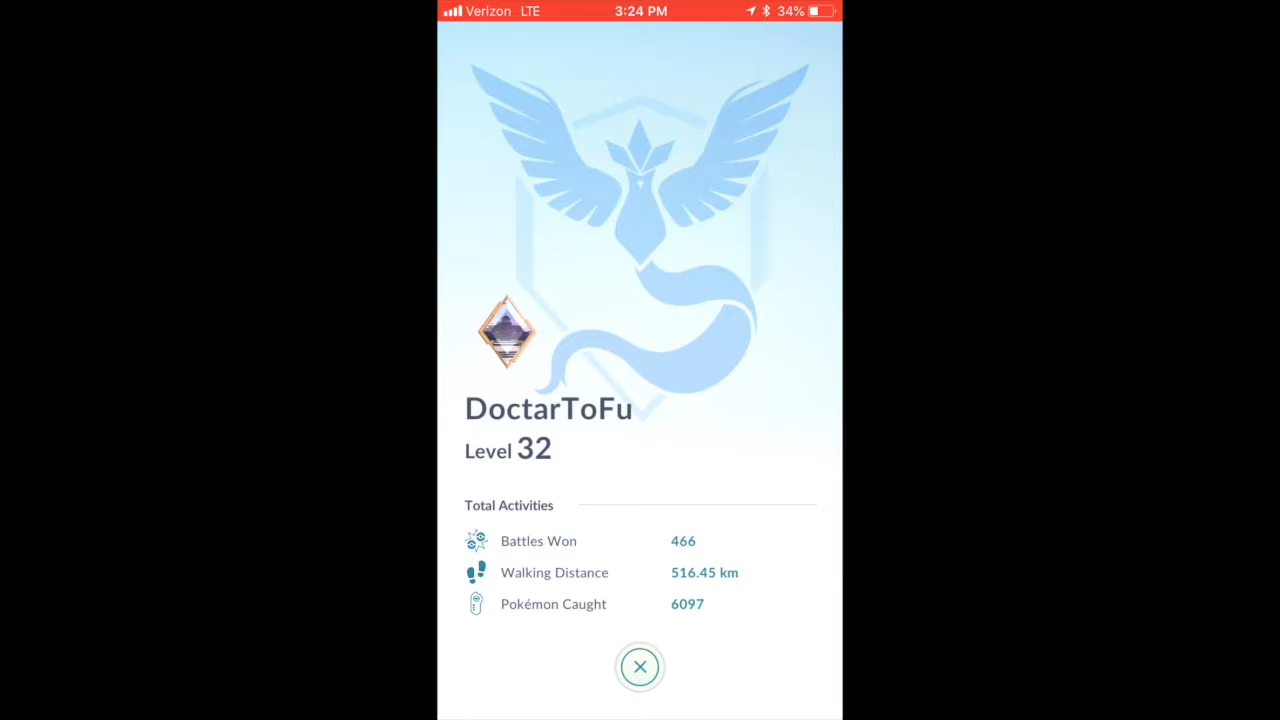 Verizon LTE 3:24 PM 34%
DoctarToFu
Level 32
Total Activities
Battles Won 466
Walking Distance 516.45 km
Pokémon Caught 6097